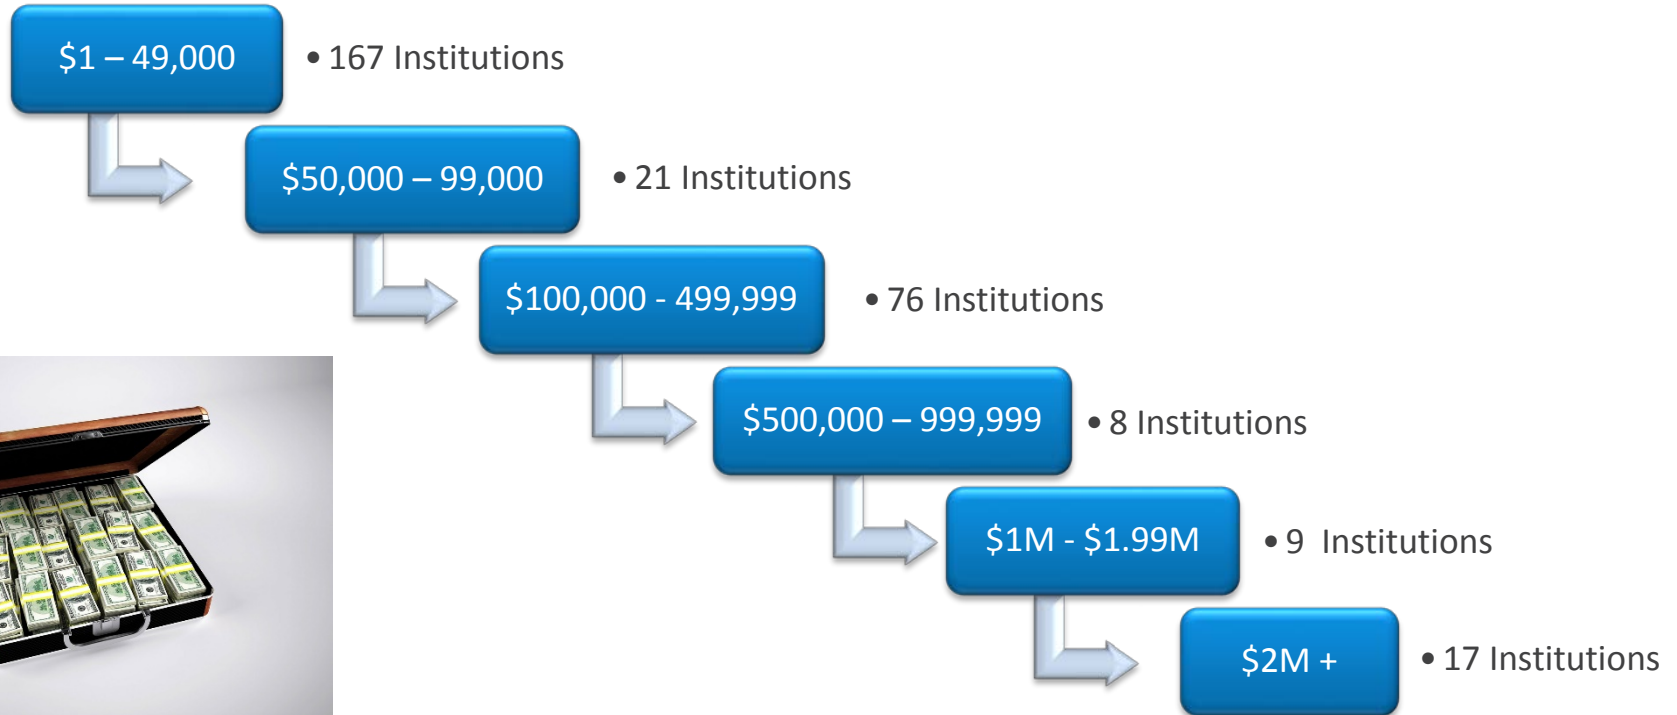 $1 – 49,000 • 167 Institutions
$50,000 – 99,000 • 21 Institutions
$100,000 - 499,999 • 76 Institutions
$500,000 – 999,999 • 8 Institutions
$1M - $1.99M • 9  Institutions
$2M + • 17 Institutions